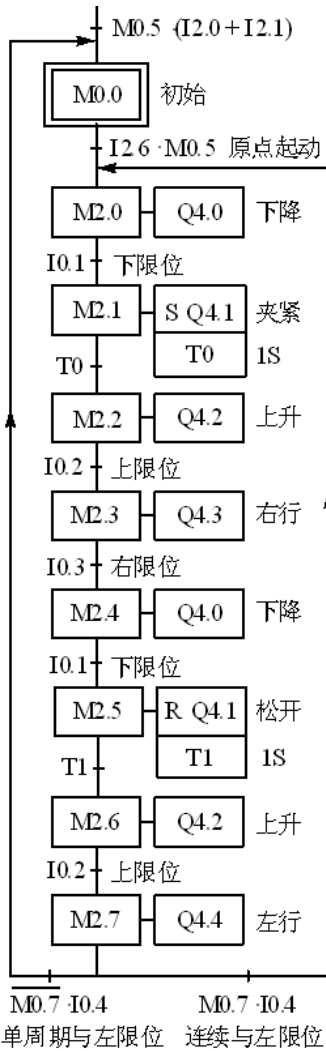 M0.5 ·(I2.0+I2.1)
M0.0 初始
I2.6 ·M0.5 原点起动
M2.0 Q4.0 下降
I0.1 下限位
M2.1 S Q4.1 夹紧
T0 1S
T0
M2.2 Q4.2 上升
I0.2 上限位
M2.3 Q4.3 右行
I0.3 右限位
M2.4 Q4.0 下降
I0.1 下限位
M2.5 R Q4.1 松开
T1 1S
T1
M2.6 Q4.2 上升
I0.2 上限位
M2.7 Q4.4 左行
M0.7 ·I0.4 M0.7 ·I0.4
单周期与左限位 连续与左限位